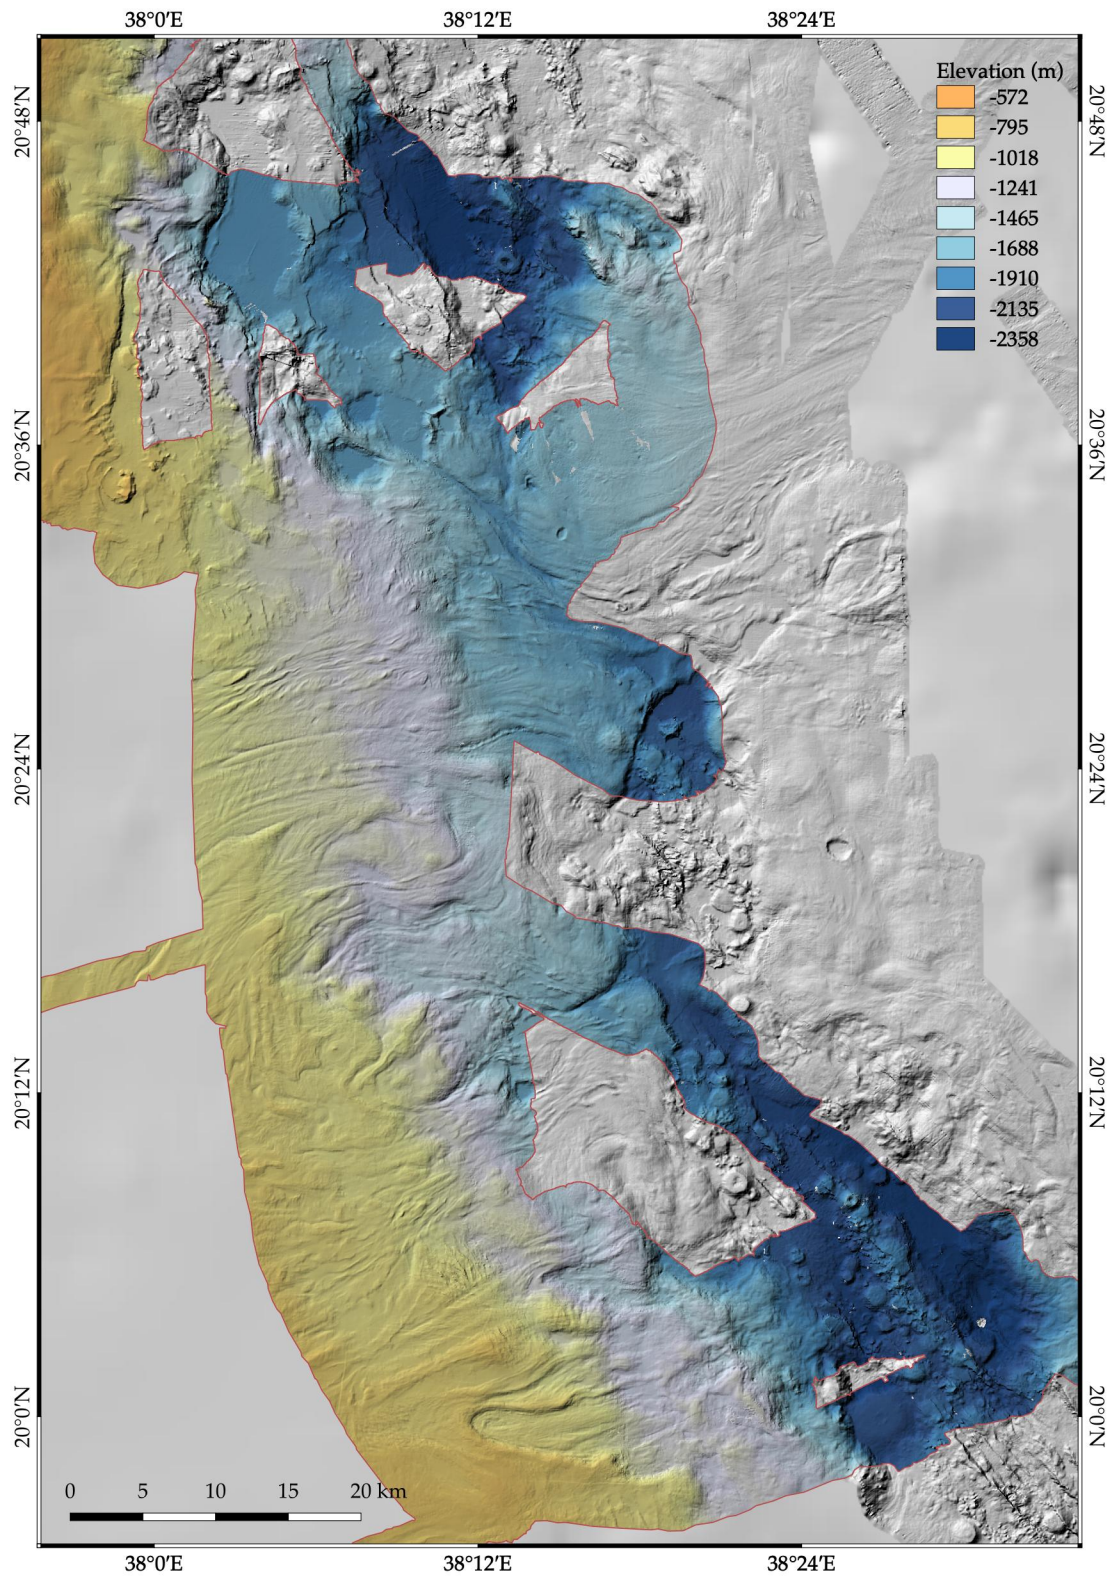 38°0′E 38°12′E 38°24′E
Elevation (m)
-572
-795
-1018
-1241
-1465
-1688
-1910
-2135
-2358
20°48′N 20°48′N
20°36′N 20°36′N
20°24′N 20°24′N
20°12′N 20°12′N
20°0′N 20°0′N
0 5 10 15 20 km
38°0′E 38°12′E 38°24′E